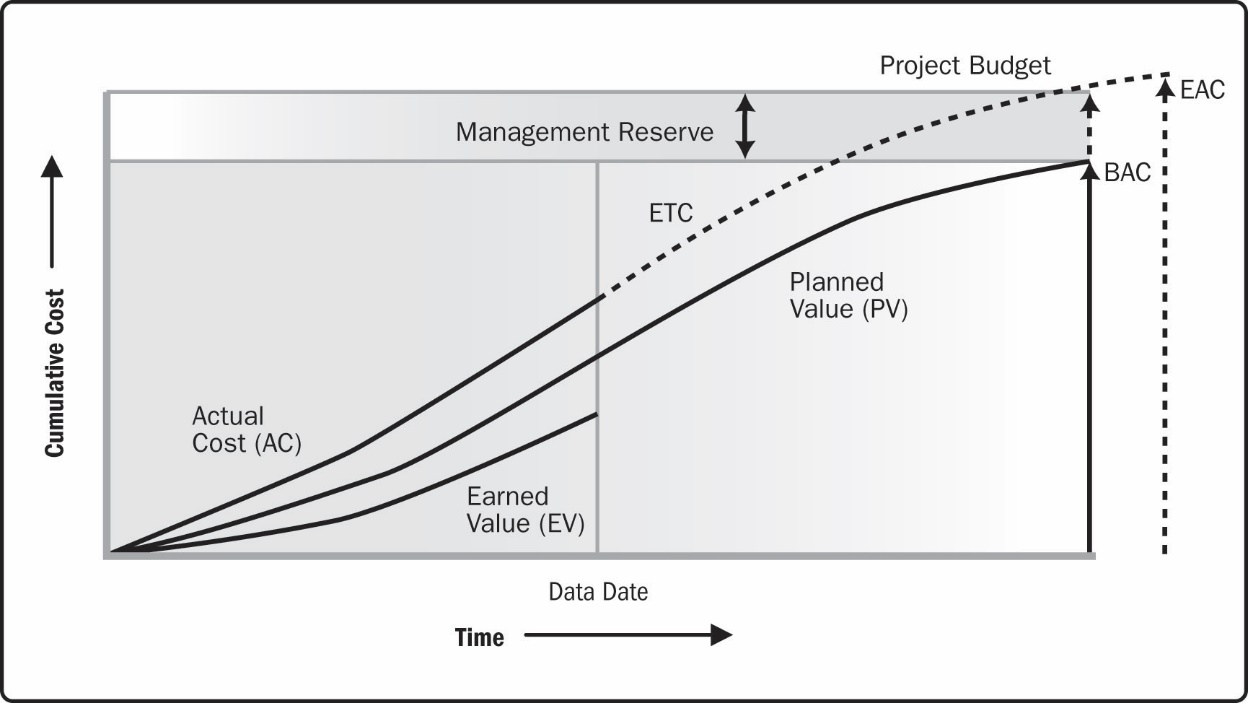 Project Budget
EAC
Management Reserve
BAC
ETC
Planned
Value (PV)
Cumulative Cost
Actual
Cost (AC)
Earned
Value (EV)
Data Date
Time